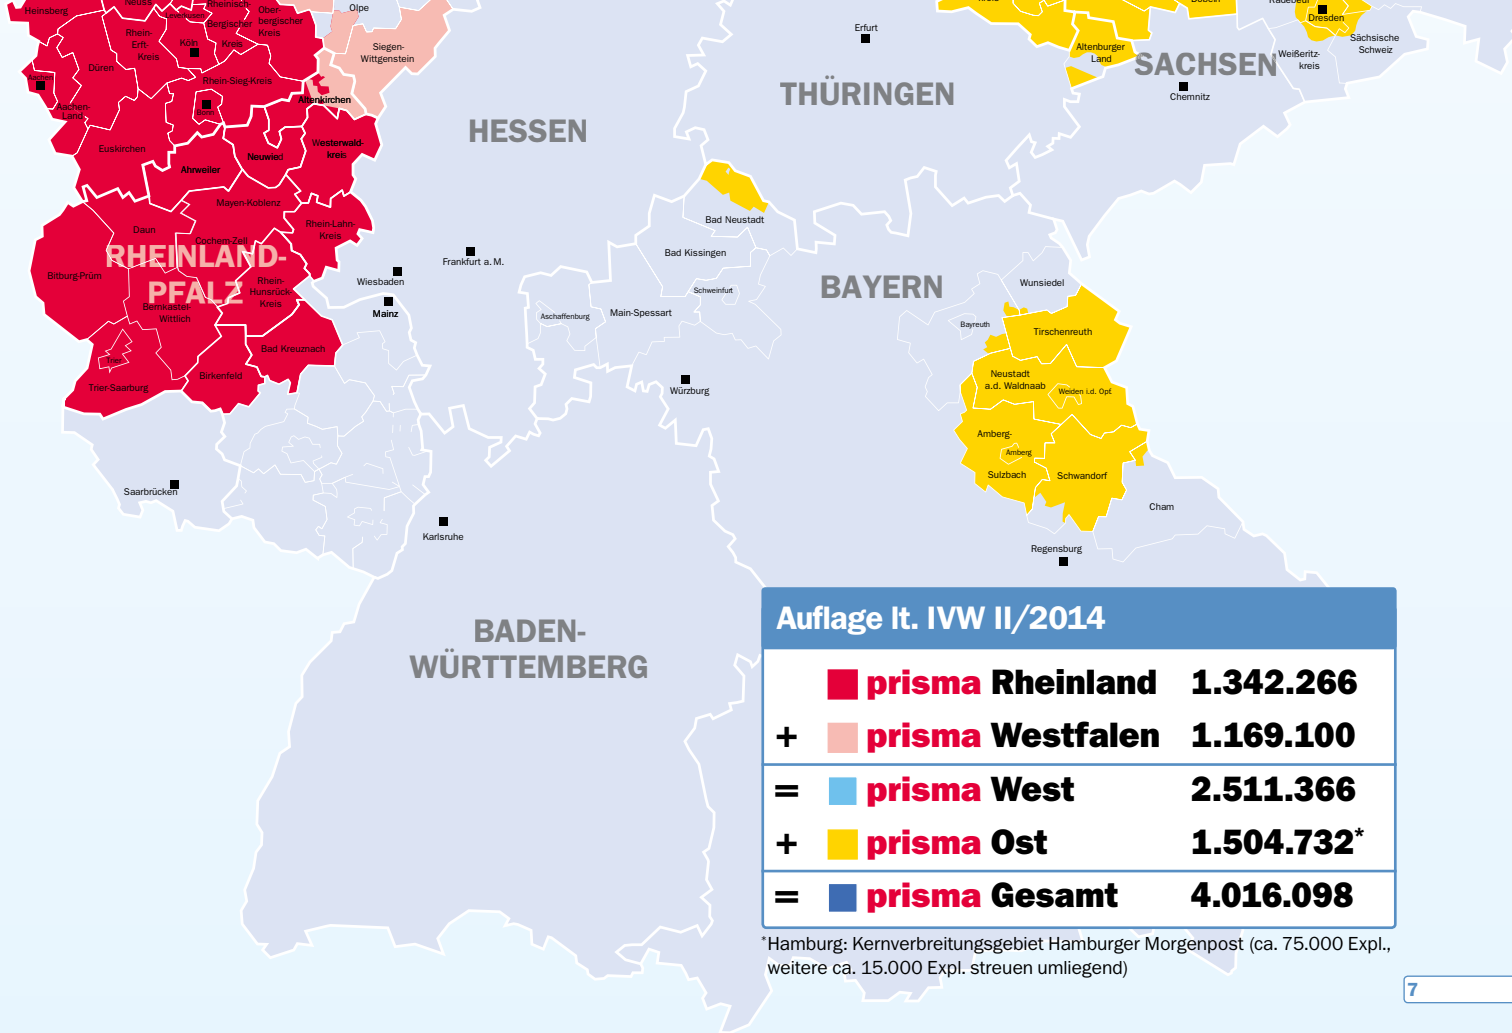 Heinsberg
Neuss
Leverkusen
Rheinisch-
Bergischer
Kreis
Ober-
bergischer
Kreis
Olpe
Siegen-
Wittgenstein
Rhein-
Erft-
Kreis
Köln
Düren
Aachen
Aachen-
Land
Rhein-Sieg-Kreis
Bonn
Altenkirchen
Euskirchen
Ahrweiler
Neuwied
Westerwald-
kreis
Mayen-Koblenz
Rhein-Lahn-
Kreis
Daun
Cochem-Zell
RHEINLAND-
PFALZ
Bitburg-Prüm
Rhein-
Hunsrück-
Kreis
Bernkastel-
Wittlich
Trier
Trier-Saarburg
Birkenfeld
Bad Kreuznach
Saarbrücken
HESSEN
Frankfurt a. M.
Wiesbaden
Mainz
Karlsruhe
BADEN-
WÜRTTEMBERG
Erfurt
THÜRINGEN
Kreis
Altenburger
Land
SACHSEN
Chemnitz
Döbeln
Radebeul
Dresden
Weißeritz-
kreis
Sächsische
Schweiz
Bad Neustadt
Bad Kissingen
Schweinfurt
Main-Spessart
Aschaffenburg
Würzburg
BAYERN
Wunsiedel
Bayreuth
Tirschenreuth
Neustadt
a.d. Waldnaab
Weiden i.d. Opf.
Amberg-
Amberg
Sulzbach
Schwandorf
Cham
Regensburg
Auflage lt. IVW II/2014
prisma Rheinland 1.342.266
+ prisma Westfalen 1.169.100
= prisma West 2.511.366
+ prisma Ost 1.504.732*
= prisma Gesamt 4.016.098
*Hamburg: Kernverbreitungsgebiet Hamburger Morgenpost (ca. 75.000 Expl.,
weitere ca. 15.000 Expl. streuen umliegend)
7